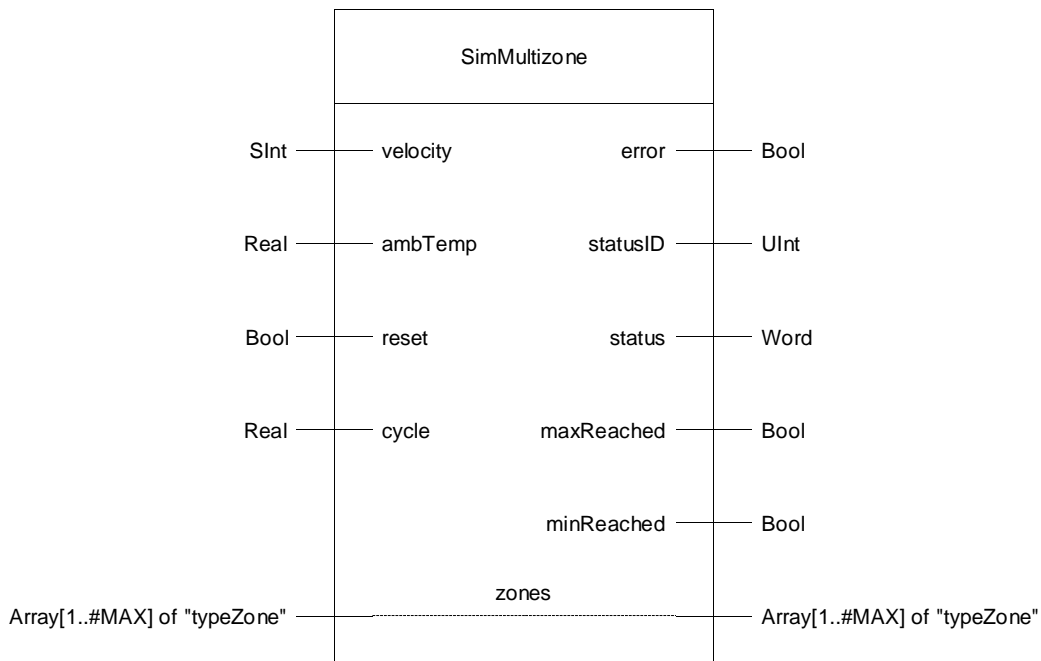 SimMultizone
SInt velocity error Bool
Real ambTemp statusID UInt
Bool reset status Word
Real cycle maxReached Bool
minReached Bool
zones
Array[1..#MAX] of "typeZone" Array[1..#MAX] of "typeZone"